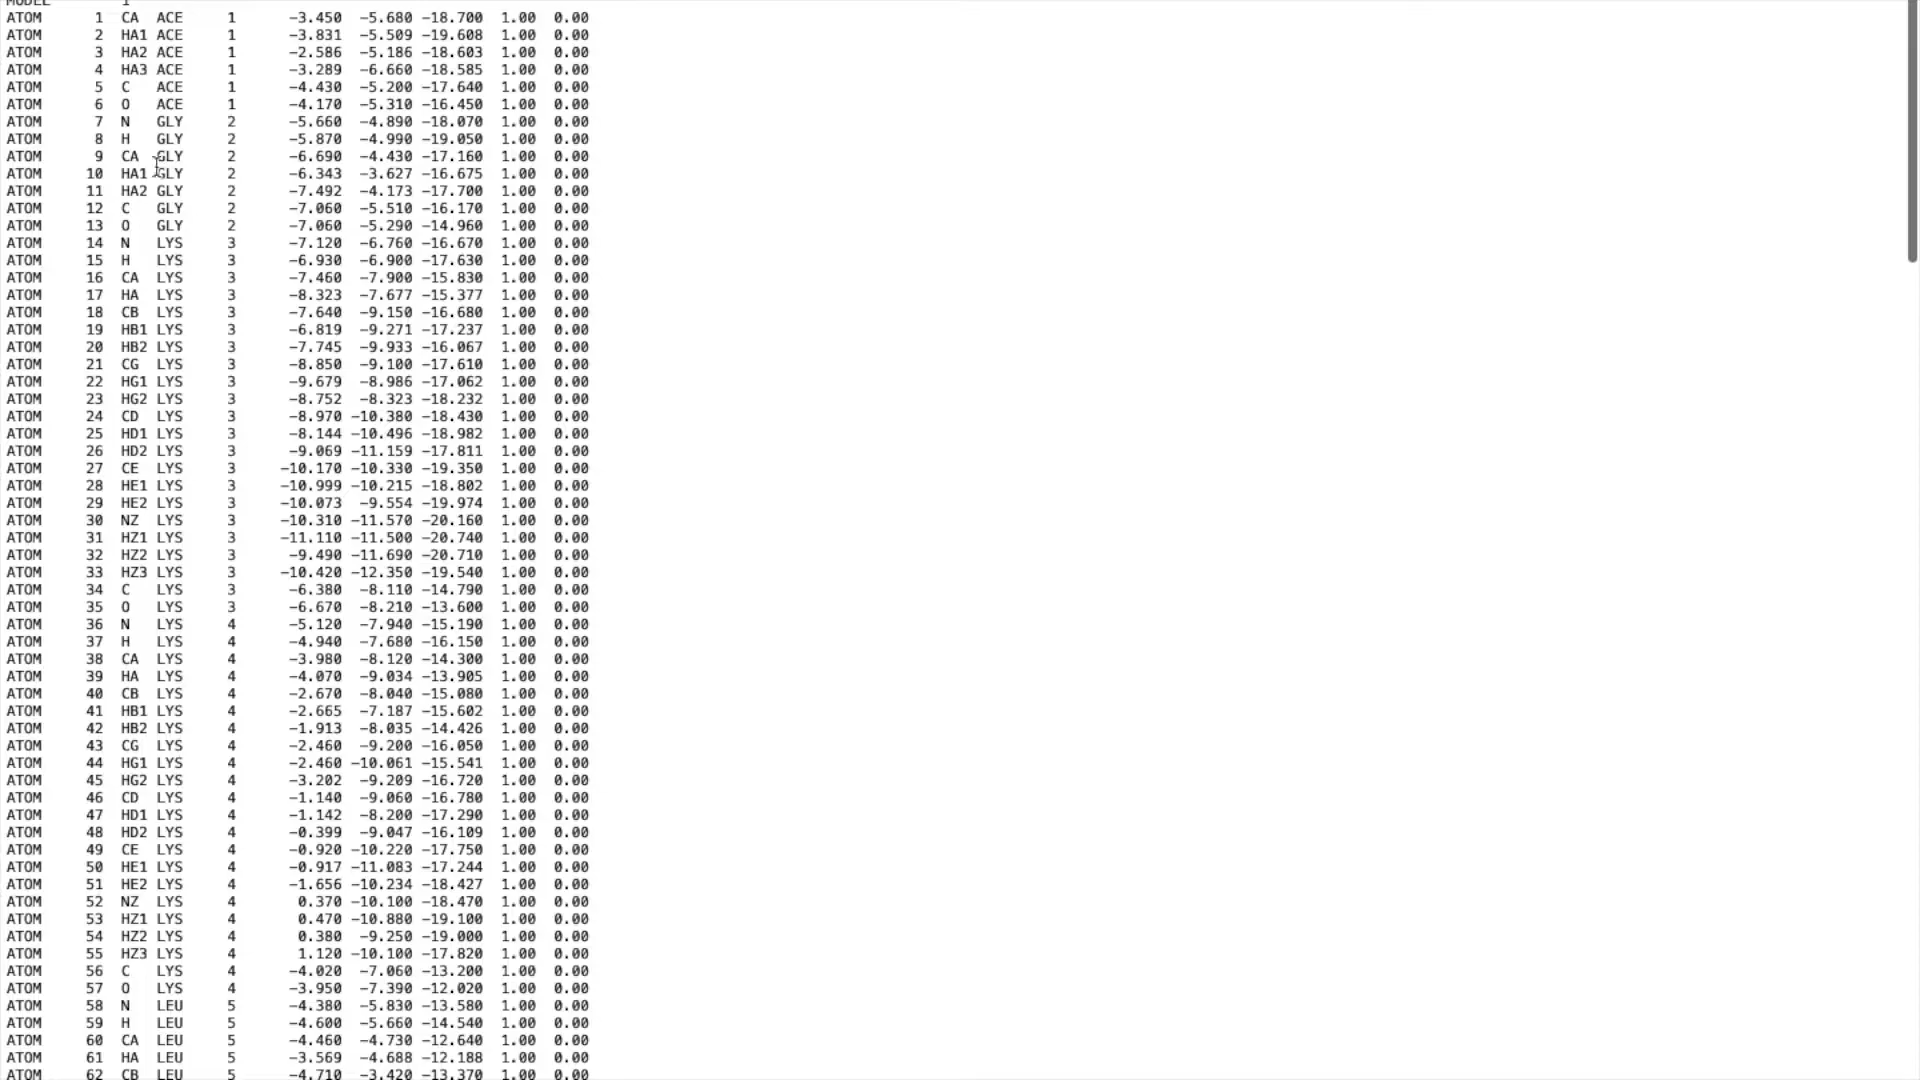 MODEL        1
ATOM      1  CA  ACE     1      -3.450  -5.680 -18.700  1.00  0.00
ATOM      2  HA1 ACE     1      -3.831  -5.509 -19.608  1.00  0.00
ATOM      3  HA2 ACE     1      -2.586  -5.186 -18.603  1.00  0.00
ATOM      4  HA3 ACE     1      -3.289  -6.660 -18.585  1.00  0.00
ATOM      5  C   ACE     1      -4.430  -5.200 -17.640  1.00  0.00
ATOM      6  O   ACE     1      -4.170  -5.310 -16.450  1.00  0.00
ATOM      7  N   GLY     2      -5.660  -4.890 -18.070  1.00  0.00
ATOM      8  H   GLY     2      -5.870  -4.990 -19.050  1.00  0.00
ATOM      9  CA  GLY     2      -6.690  -4.430 -17.160  1.00  0.00
ATOM     10  HA1 GLY     2      -6.343  -3.627 -16.675  1.00  0.00
ATOM     11  HA2 GLY     2      -7.492  -4.173 -17.700  1.00  0.00
ATOM     12  C   GLY     2      -7.060  -5.510 -16.170  1.00  0.00
ATOM     13  O   GLY     2      -7.060  -5.290 -14.960  1.00  0.00
ATOM     14  N   LYS     3      -7.120  -6.760 -16.670  1.00  0.00
ATOM     15  H   LYS     3      -6.930  -6.900 -17.630  1.00  0.00
ATOM     16  CA  LYS     3      -7.460  -7.900 -15.830  1.00  0.00
ATOM     17  HA  LYS     3      -8.323  -7.677 -15.377  1.00  0.00
ATOM     18  CB  LYS     3      -7.640  -9.150 -16.680  1.00  0.00
ATOM     19  HB1 LYS     3      -6.819  -9.271 -17.237  1.00  0.00
ATOM     20  HB2 LYS     3      -7.745  -9.933 -16.067  1.00  0.00
ATOM     21  CG  LYS     3      -8.850  -9.100 -17.610  1.00  0.00
ATOM     22  HG1 LYS     3      -9.679  -8.986 -17.062  1.00  0.00
ATOM     23  HG2 LYS     3      -8.752  -8.323 -18.232  1.00  0.00
ATOM     24  CD  LYS     3      -8.970 -10.380 -18.430  1.00  0.00
ATOM     25  HD1 LYS     3      -8.144 -10.496 -18.982  1.00  0.00
ATOM     26  HD2 LYS     3      -9.069 -11.159 -17.811  1.00  0.00
ATOM     27  CE  LYS     3     -10.170 -10.330 -19.350  1.00  0.00
ATOM     28  HE1 LYS     3     -10.999 -10.215 -18.802  1.00  0.00
ATOM     29  HE2 LYS     3     -10.073  -9.554 -19.974  1.00  0.00
ATOM     30  NZ  LYS     3     -10.310 -11.570 -20.160  1.00  0.00
ATOM     31  HZ1 LYS     3     -11.110 -11.500 -20.740  1.00  0.00
ATOM     32  HZ2 LYS     3      -9.490 -11.690 -20.710  1.00  0.00
ATOM     33  HZ3 LYS     3     -10.420 -12.350 -19.540  1.00  0.00
ATOM     34  C   LYS     3      -6.380  -8.110 -14.790  1.00  0.00
ATOM     35  O   LYS     3      -6.670  -8.210 -13.600  1.00  0.00
ATOM     36  N   LYS     4      -5.120  -7.940 -15.190  1.00  0.00
ATOM     37  H   LYS     4      -4.940  -7.680 -16.150  1.00  0.00
ATOM     38  CA  LYS     4      -3.980  -8.120 -14.300  1.00  0.00
ATOM     39  HA  LYS     4      -4.070  -9.034 -13.905  1.00  0.00
ATOM     40  CB  LYS     4      -2.670  -8.040 -15.080  1.00  0.00
ATOM     41  HB1 LYS     4      -2.665  -7.187 -15.602  1.00  0.00
ATOM     42  HB2 LYS     4      -1.913  -8.035 -14.426  1.00  0.00
ATOM     43  CG  LYS     4      -2.460  -9.200 -16.050  1.00  0.00
ATOM     44  HG1 LYS     4      -2.460 -10.061 -15.541  1.00  0.00
ATOM     45  HG2 LYS     4      -3.202  -9.209 -16.720  1.00  0.00
ATOM     46  CD  LYS     4      -1.140  -9.060 -16.780  1.00  0.00
ATOM     47  HD1 LYS     4      -1.142  -8.200 -17.290  1.00  0.00
ATOM     48  HD2 LYS     4      -0.399  -9.047 -16.109  1.00  0.00
ATOM     49  CE  LYS     4      -0.920 -10.220 -17.750  1.00  0.00
ATOM     50  HE1 LYS     4      -0.917 -11.083 -17.244  1.00  0.00
ATOM     51  HE2 LYS     4      -1.656 -10.234 -18.427  1.00  0.00
ATOM     52  NZ  LYS     4       0.370 -10.100 -18.470  1.00  0.00
ATOM     53  HZ1 LYS     4       0.470 -10.880 -19.100  1.00  0.00
ATOM     54  HZ2 LYS     4       0.380  -9.250 -19.000  1.00  0.00
ATOM     55  HZ3 LYS     4       1.120 -10.100 -17.820  1.00  0.00
ATOM     56  C   LYS     4      -4.020  -7.060 -13.200  1.00  0.00
ATOM     57  O   LYS     4      -3.950  -7.390 -12.020  1.00  0.00
ATOM     58  N   LEU     5      -4.380  -5.830 -13.580  1.00  0.00
ATOM     59  H   LEU     5      -4.600  -5.660 -14.540  1.00  0.00
ATOM     60  CA  LEU     5      -4.460  -4.730 -12.640  1.00  0.00
ATOM     61  HA  LEU     5      -3.569  -4.688 -12.188  1.00  0.00
ATOM     62  CB  LEU     5      -4.710  -3.420 -13.370  1.00  0.00